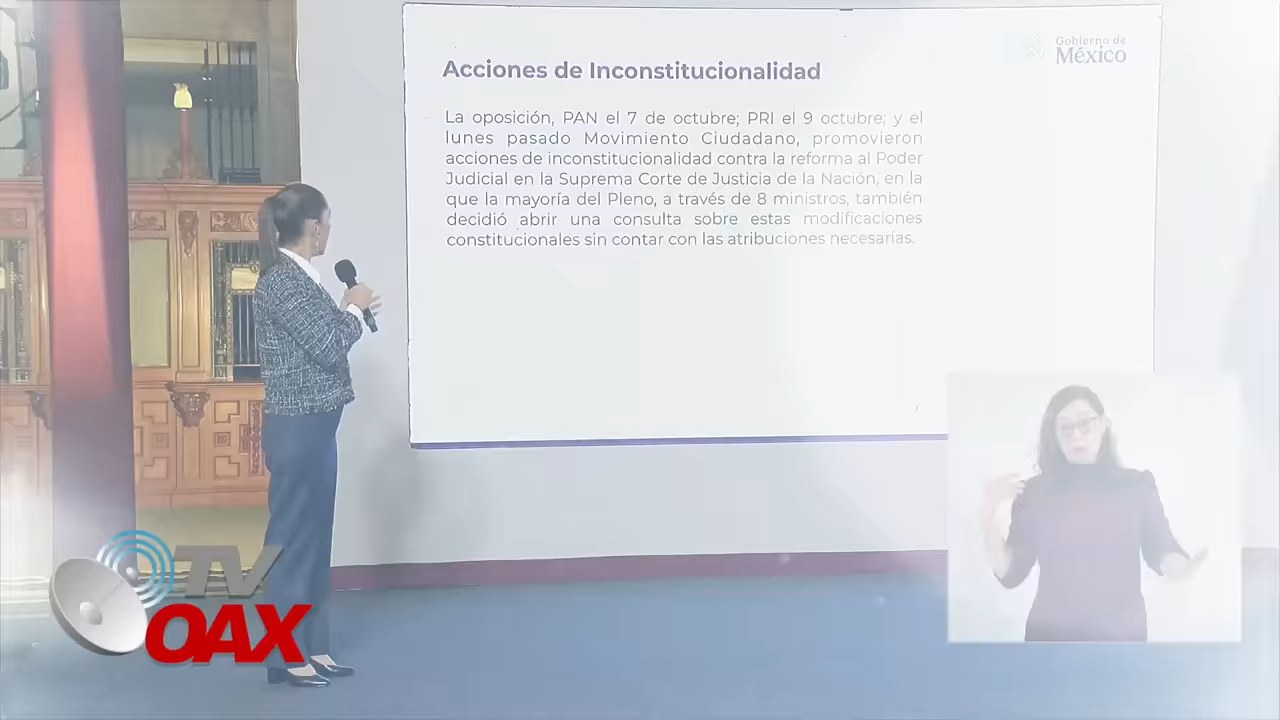 Gobierno de
México
Acciones de Inconstitucionalidad
La oposición, PAN el 7 de octubre; PRI el 9 octubre; y el
lunes pasado Movimiento Ciudadano, promovieron
acciones de inconstitucionalidad contra la reforma al Poder
Judicial en la Suprema Corte de Justicia de la Nación, en la
que la mayoría del Pleno, a través de 8 ministros, también
decidió abrir una consulta sobre estas modificaciones
constitucionales sin contar con las atribuciones necesarias.
TV
OAX